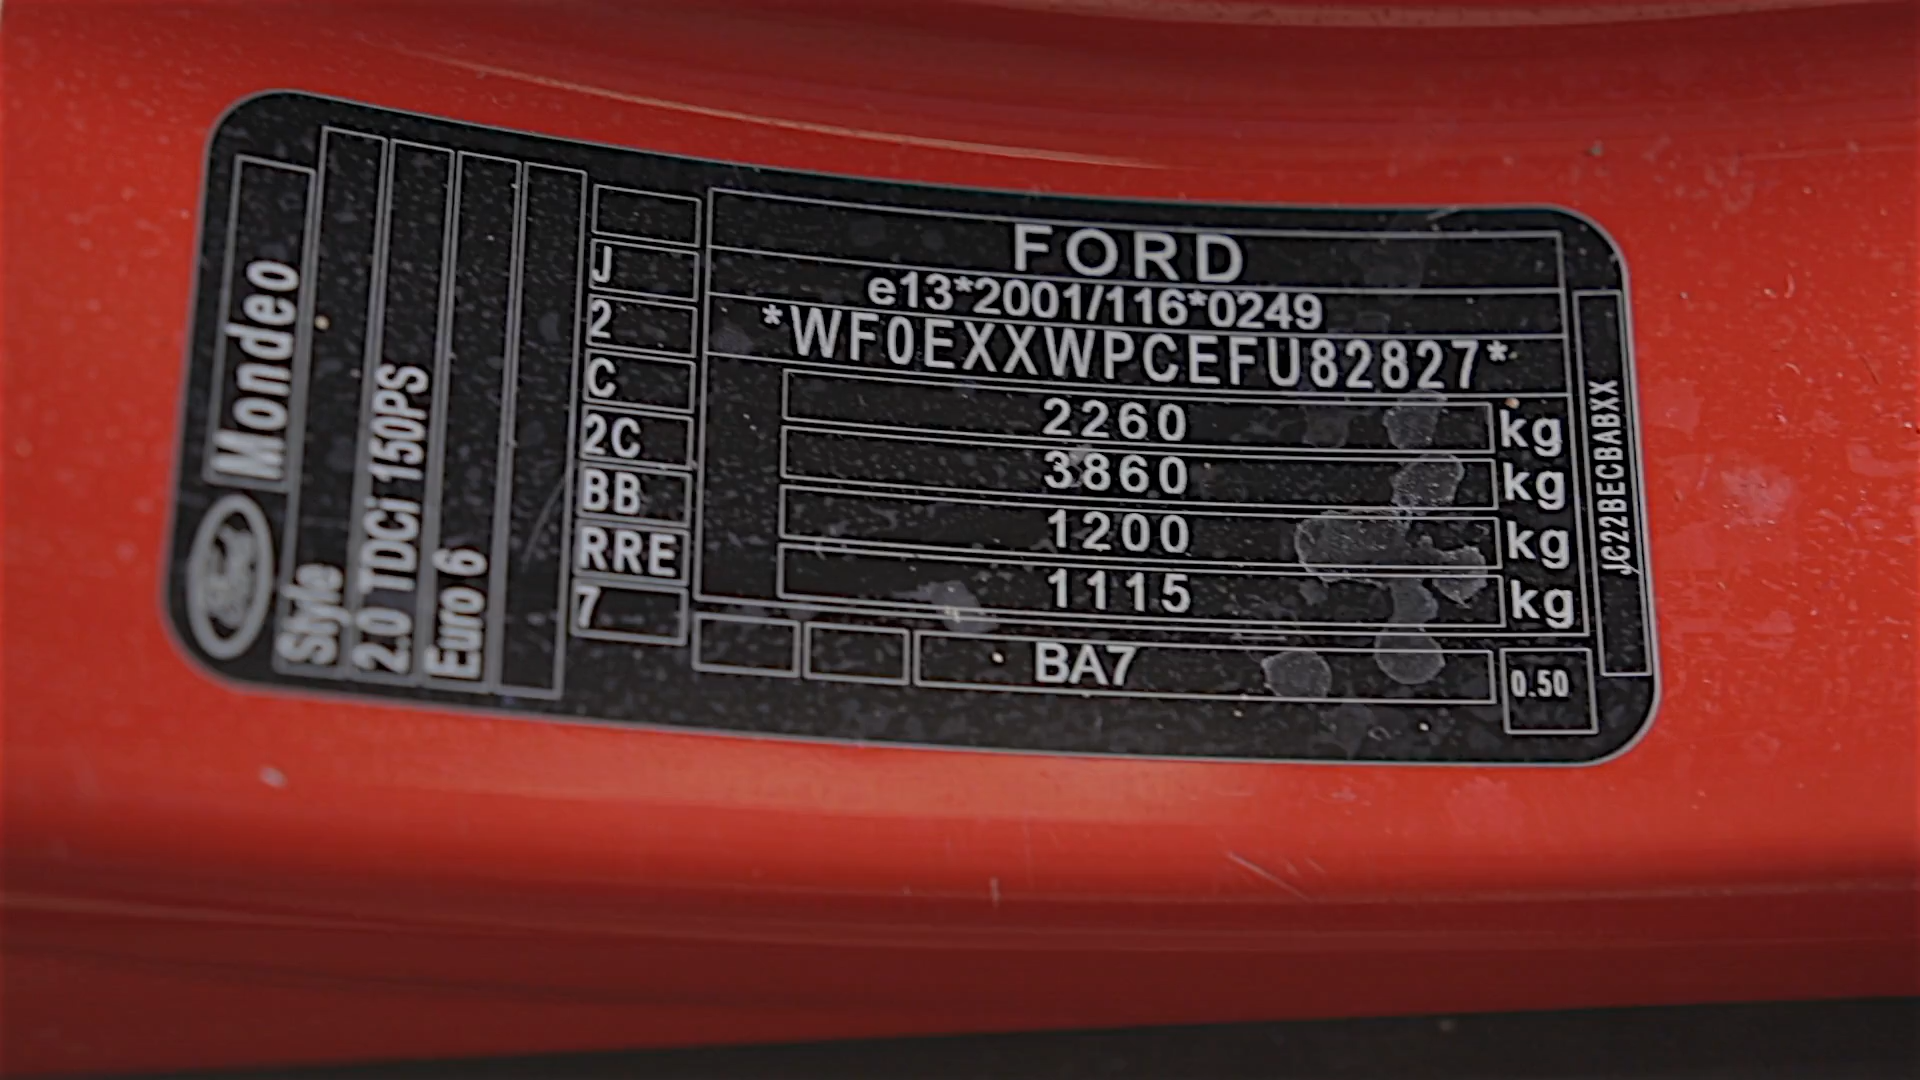 Mondeo
Style
2.0 TDCi 150PS
Euro 6
J
2
C
2C
BB
RRE
7
FORD
e13*2001/116*0249
*WF0EXXWPCEFU82827*
2260 kg
3860 kg
1200 kg
1115 kg
BA7
0.50
JC22BECBABXX